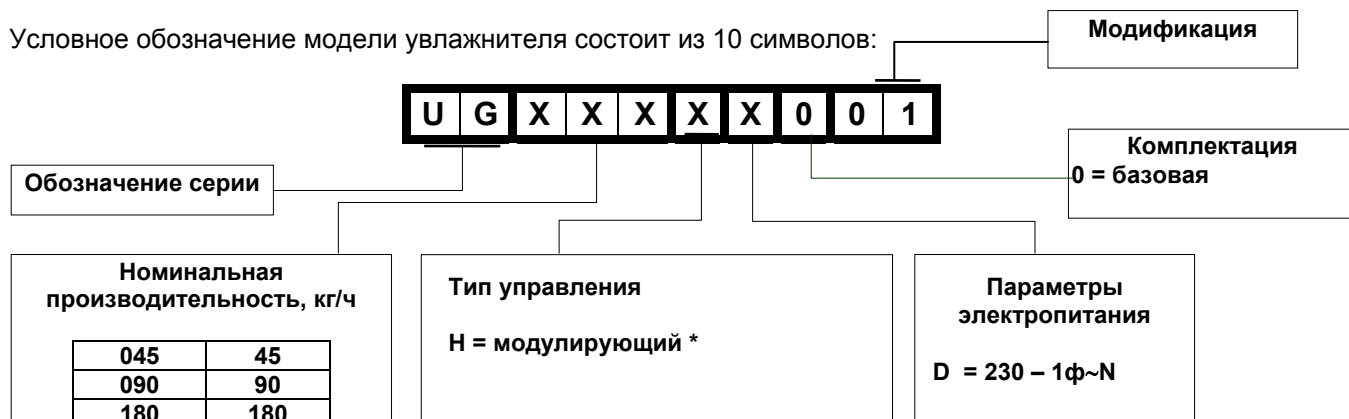 Условное обозначение модели увлажнителя состоит из 10 символов:
Модификация
U G X X X X X 0 0 1
Комплектация
0 = базовая
Обозначение серии
Номинальная
производительность, кг/ч
045 45
090 90
180 180
Тип управления
H = модулирующий *
Параметры
электропитания
D = 230 – 1ф~N